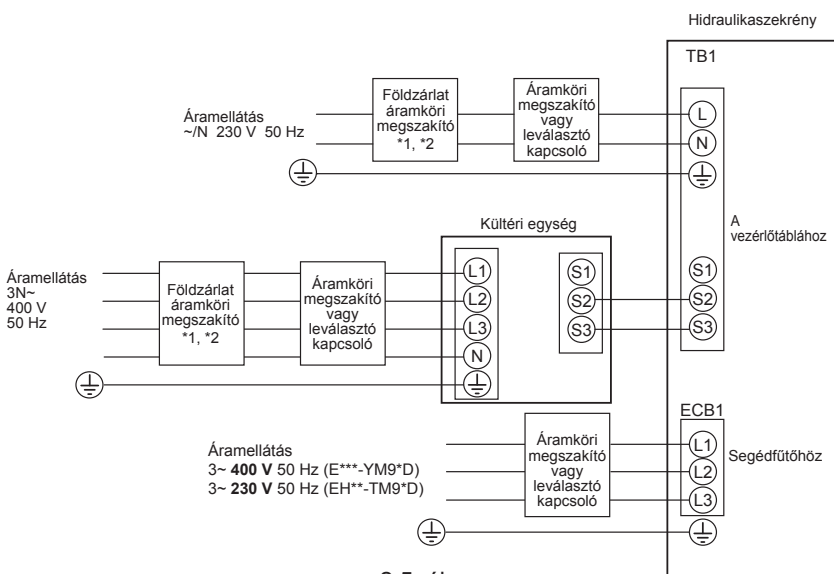 Hidraulikaszekrény
TB1
Áramellátás
~/N 230 V 50 Hz
Földzárlat
áramköri
megszakító
*1, *2
Áramköri
megszakító
vagy
leválasztó
kapcsoló
L
N
A
vezérlőtáblához
Kültéri egység
Áramellátás
3N~
400 V
50 Hz
Földzárlat
áramköri
megszakító
*1, *2
Áramköri
megszakító
vagy
leválasztó
kapcsoló
L1
L2
L3
N
S1
S2
S3
S1
S2
S3
ECB1
Áramellátás
3~ 400 V 50 Hz (E***-YM9*D)
3~ 230 V 50 Hz (EH**-TM9*D)
Áramköri
megszakító
vagy
leválasztó
kapcsoló
L1
L2
L3
Segédfűtőhöz